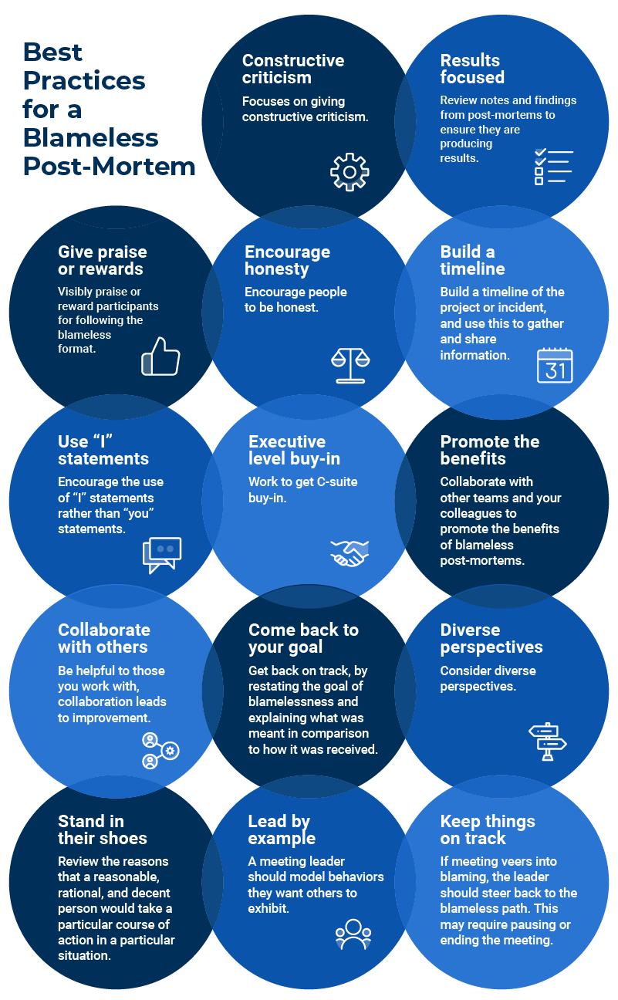 Best
Practices
for a
Blameless
Post-Mortem
Constructive
criticism
Focuses on giving
constructive criticism.
Results
focused
Review notes and findings
from post-mortems to
ensure they are
producing
results.
Give praise
or rewards
Visibly praise or
reward participants
for following the
blameless
format.
Encourage
honesty
Encourage people
to be honest.
Build a
timeline
Build a timeline of the
project or incident,
and use this to gather
and share
information.
31
Use “I”
statements
Encourage the use
of “I” statements
rather than “you”
statements.
Executive
level buy-in
Work to get C-suite
buy-in.
Promote the
benefits
Collaborate with
other teams and your
colleagues to
promote the benefits
of blameless
post-mortems.
Collaborate
with others
Be helpful to those
you work with,
collaboration leads
to improvement.
Come back to
your goal
Get back on track, by
restating the goal of
blamelessness and
explaining what was
meant in comparison
to how it was received.
Diverse
perspectives
Consider diverse
perspectives.
Stand in
their shoes
Review the reasons
that a reasonable,
rational, and decent
person would take a
particular course of
action in a particular
situation.
Lead by
example
A meeting leader
should model behaviors
they want others to
exhibit.
Keep things
on track
If meeting veers into
blaming, the leader
should steer back to the
blameless path. This
may require pausing or
ending the meeting.